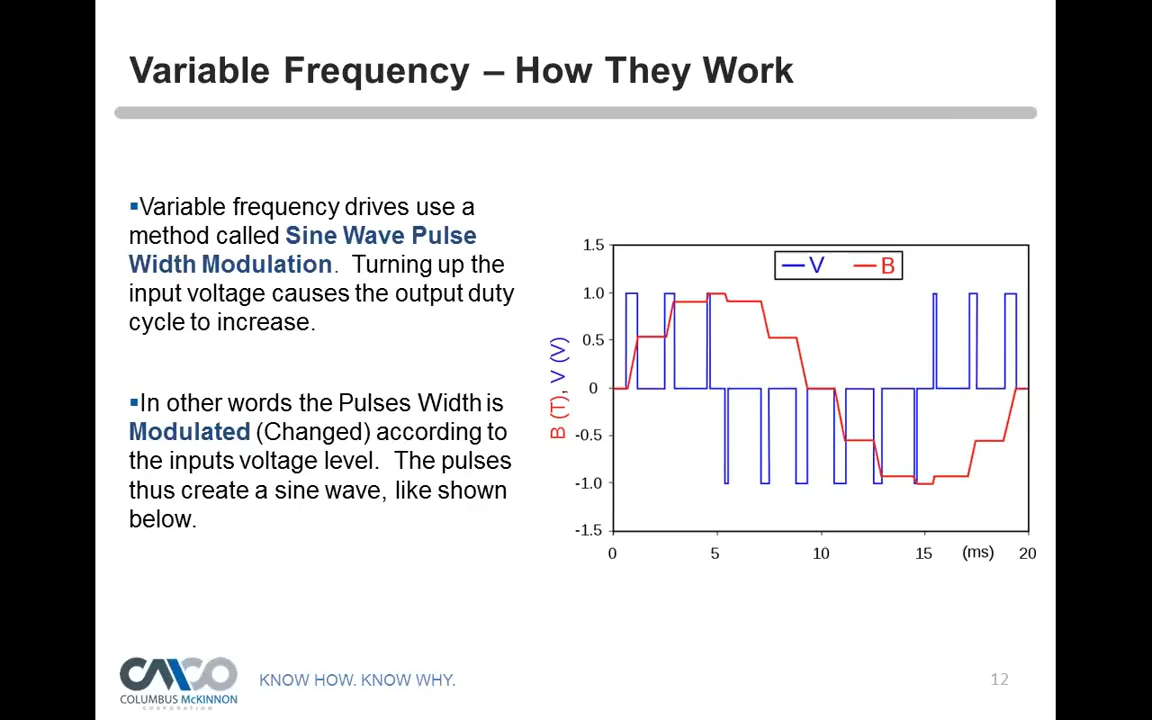 Variable Frequency – How They Work
▪Variable frequency drives use a
method called Sine Wave Pulse
Width Modulation. Turning up the
input voltage causes the output duty
cycle to increase.
▪In other words the Pulses Width is
Modulated (Changed) according to
the inputs voltage level. The pulses
thus create a sine wave, like shown
below.
V B
B (T), V (V)
1.5
1.0
0.5
0
-0.5
-1.0
-1.5
0 5 10 15 (ms) 20
CMCO
COLUMBUS McKINNON
CORPORATION
KNOW HOW. KNOW WHY.
12